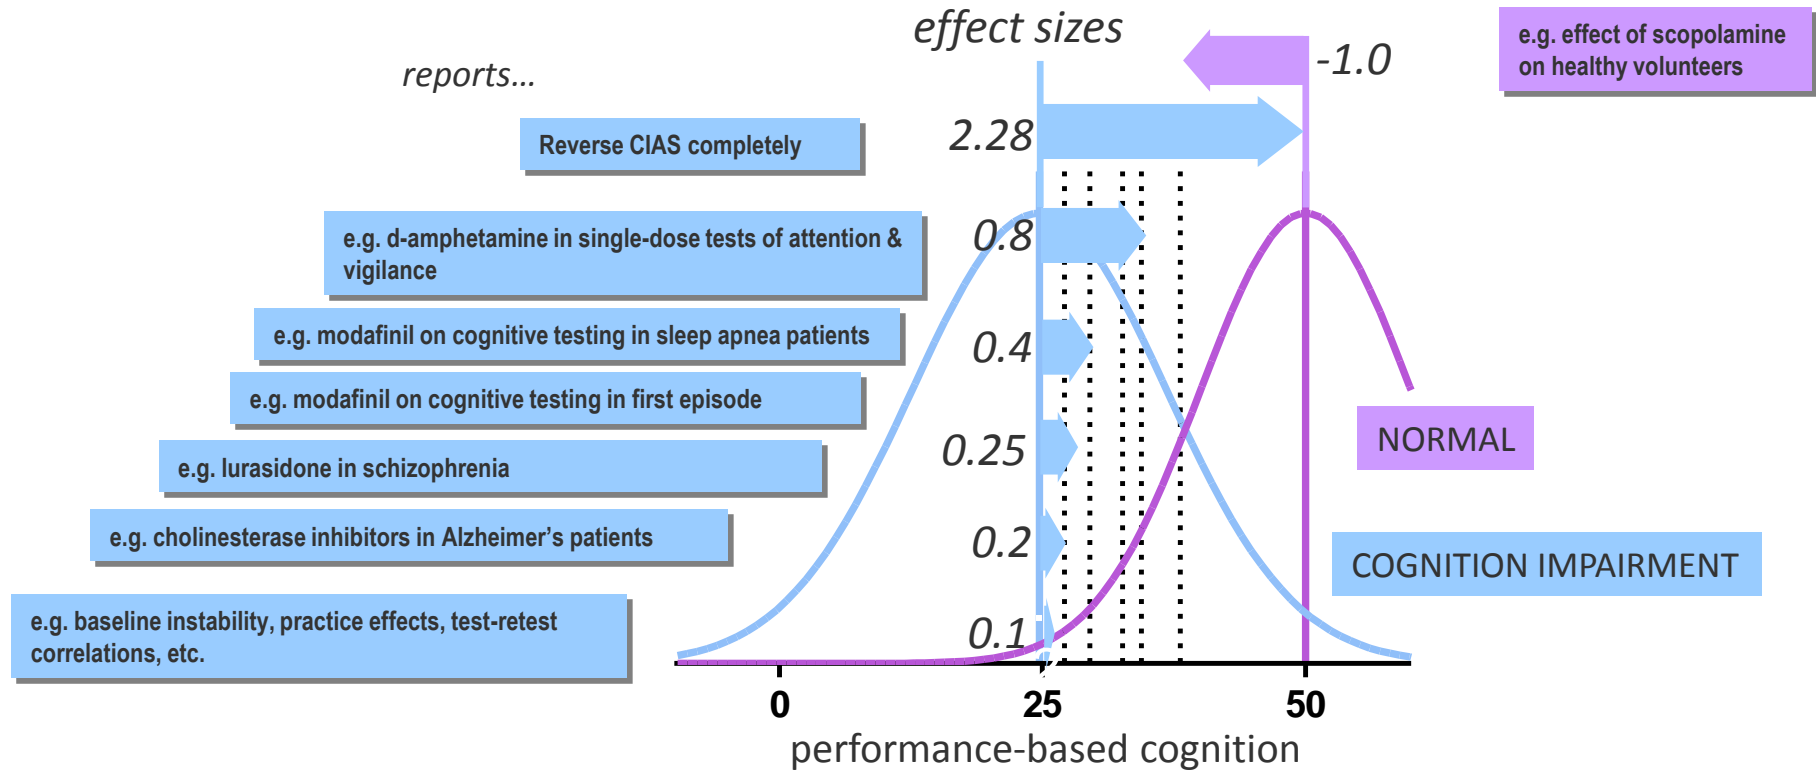 effect sizes
reports...
-1.0
e.g. effect of scopolamine
on healthy volunteers
Reverse CIAS completely
2.28
e.g. d-amphetamine in single-dose tests of attention &
vigilance
0.8
e.g. modafinil on cognitive testing in sleep apnea patients
0.4
e.g. modafinil on cognitive testing in first episode
0.25
e.g. lurasidone in schizophrenia
NORMAL
e.g. cholinesterase inhibitors in Alzheimer’s patients
0.2
COGNITION IMPAIRMENT
e.g. baseline instability, practice effects, test-retest
correlations, etc.
0.1
0
25
50
performance-based cognition